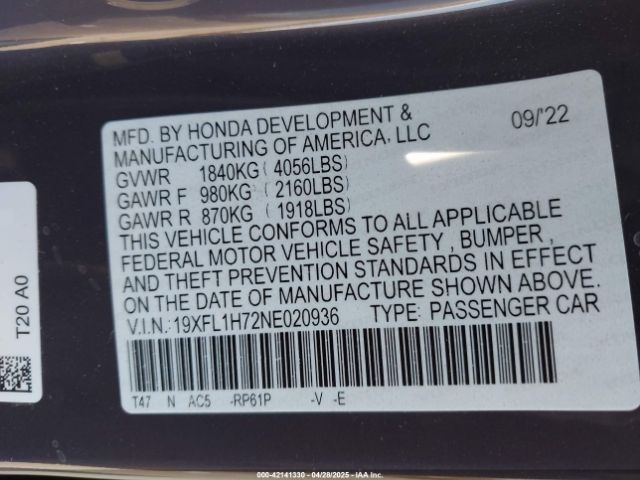 MFD. BY HONDA DEVELOPMENT &
MANUFACTURING OF AMERICA, LLC 09/'22
GVWR 1840KG ( 4056LBS)
GAWR F 980KG ( 2160LBS)
GAWR R 870KG ( 1918LBS)
THIS VEHICLE CONFORMS TO ALL APPLICABLE
FEDERAL MOTOR VEHICLE SAFETY , BUMPER ,
AND THEFT PREVENTION STANDARDS IN EFFECT
ON THE DATE OF MANUFACTURE SHOWN ABOVE.
V.I.N.:19XFL1H72NE020936 TYPE: PASSENGER CAR
T47 N AC5 -RP61P -V -E
T20 A0
000-42141330 - 04/28/2025 - IAA Inc.